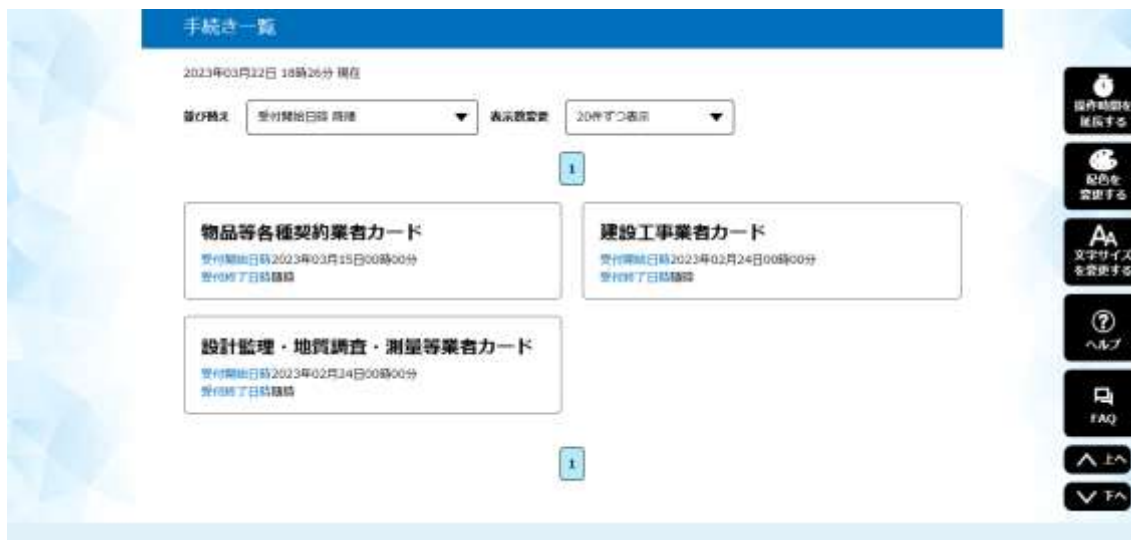 手続き一覧
2023年03月22日 18時26分 現在
並び替え 受付開始日時 降順 表示数変更 20件ずつ表示
1
物品等各種契約業者カード
受付開始日時2023年03月15日00時00分
受付終了日時随時
建設工事業者カード
受付開始日時2023年02月24日00時00分
受付終了日時随時
設計監理・地質調査・測量等業者カード
受付開始日時2023年02月24日00時00分
受付終了日時随時
1
操作時間を
延長する
配色を
変更する
文字サイズ
を変更する
ヘルプ
FAQ
上へ
下へ